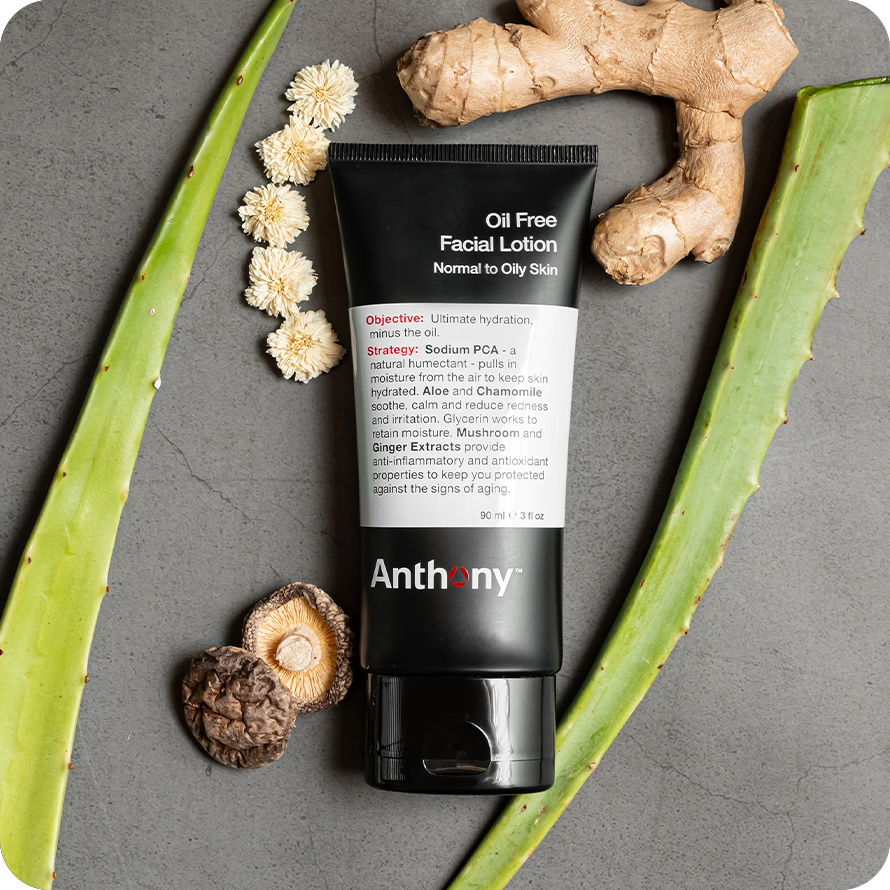 Oil Free
Facial Lotion
Normal to Oily Skin
Objective: Ultimate hydration,
minus the oil.
Strategy: Sodium PCA - a
natural humectant - pulls in
moisture from the air to keep skin
hydrated. Aloe and Chamomile
soothe, calm and reduce redness
and irritation. Glycerin works to
retain moisture. Mushroom and
Ginger Extracts provide
anti-inflammatory and antioxidant
properties to keep you protected
against the signs of aging.
90 ml ℮ 3 fl oz
Anthony™